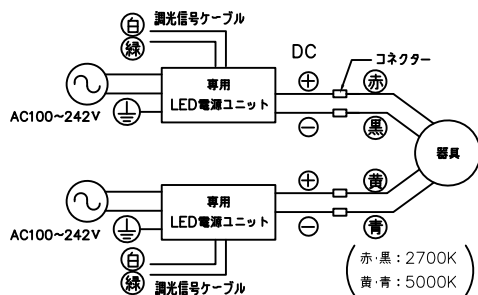 白 調光信号ケーブル
緑
DC
コネクター
専用
LED電源ユニット
+ 赤
AC100~242V
− 黒
器具
専用
LED電源ユニット
+ 黄
− 青
AC100~242V
白
緑 調光信号ケーブル
赤・黒：2700K
黄・青：5000K